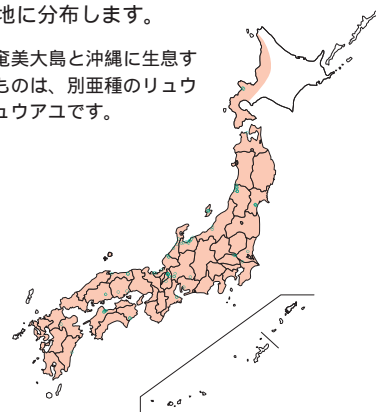 地に分布します。
奄美大島と沖縄に生息す
ものは、別亜種のリュウ
ュウアユです。